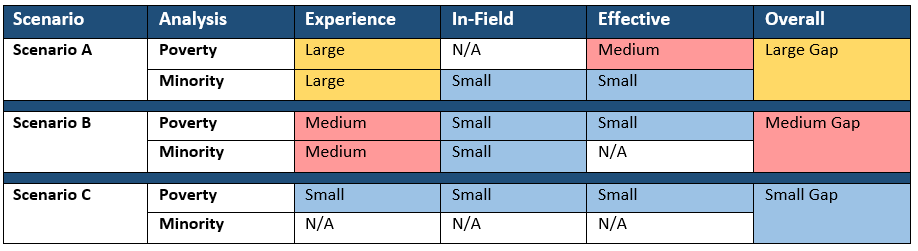 Scenario Analysis Experience In-Field Effective Overall
Scenario A Poverty Large N/A Medium Large Gap
Minority Large Small Small
Scenario B Poverty Medium Small Small Medium Gap
Minority Medium Small N/A
Scenario C Poverty Small Small Small Small Gap
Minority N/A N/A N/A